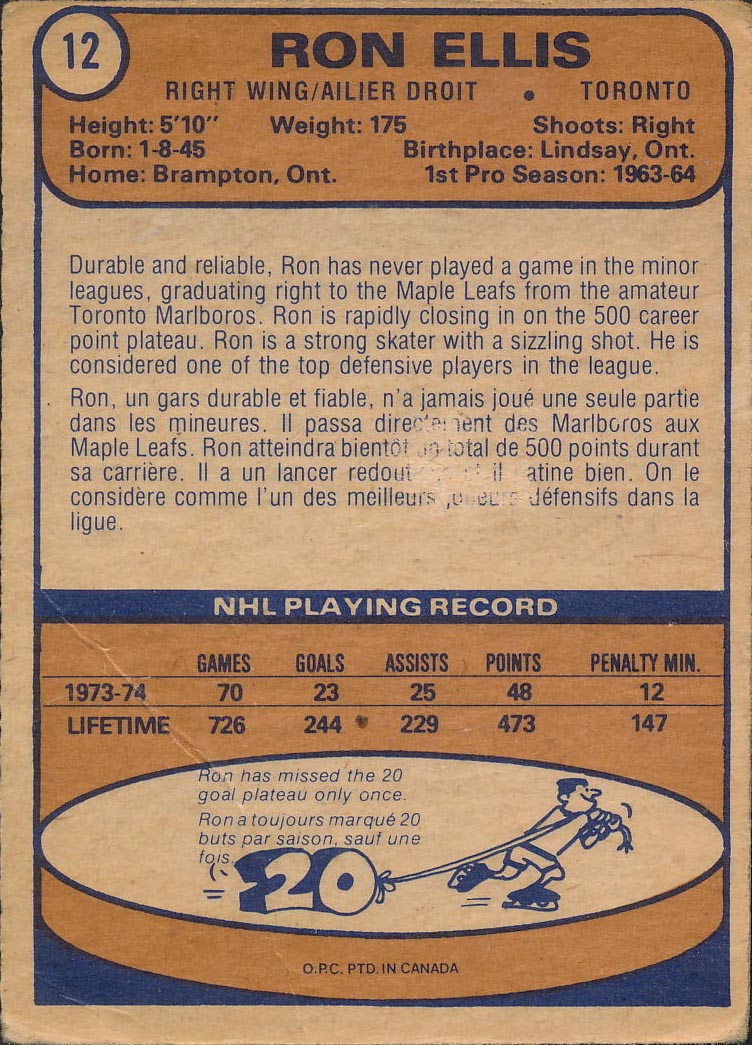 12
RON ELLIS
RIGHT WING/AILIER DROIT • TORONTO
Height: 5'10" Weight: 175 Shoots: Right
Born: 1-8-45 Birthplace: Lindsay, Ont.
Home: Brampton, Ont. 1st Pro Season: 1963-64
Durable and reliable, Ron has never played a game in the minor
leagues, graduating right to the Maple Leafs from the amateur
Toronto Marlboros. Ron is rapidly closing in on the 500 career
point plateau. Ron is a strong skater with a sizzling shot. He is
considered one of the top defensive players in the league.
Ron, un gars durable et fiable, n'a jamais joué une seule partie
dans les mineures. Il passa directement des Marlboros aux
Maple Leafs. Ron atteindra bientôt un total de 500 points durant
sa carrière. Il a un lancer et il patine bien. On le
considère comme l'un des meilleurs joueurs défensifs dans la
ligue.
NHL PLAYING RECORD
GAMES GOALS ASSISTS POINTS PENALTY MIN.
1973-74 70 23 25 48 12
LIFETIME 726 244 229 473 147
Ron has missed the 20
goal plateau only once.
Ron a toujours marqué 20
buts par saison, sauf une
fois.
20
O.P.C. PTD. IN CANADA